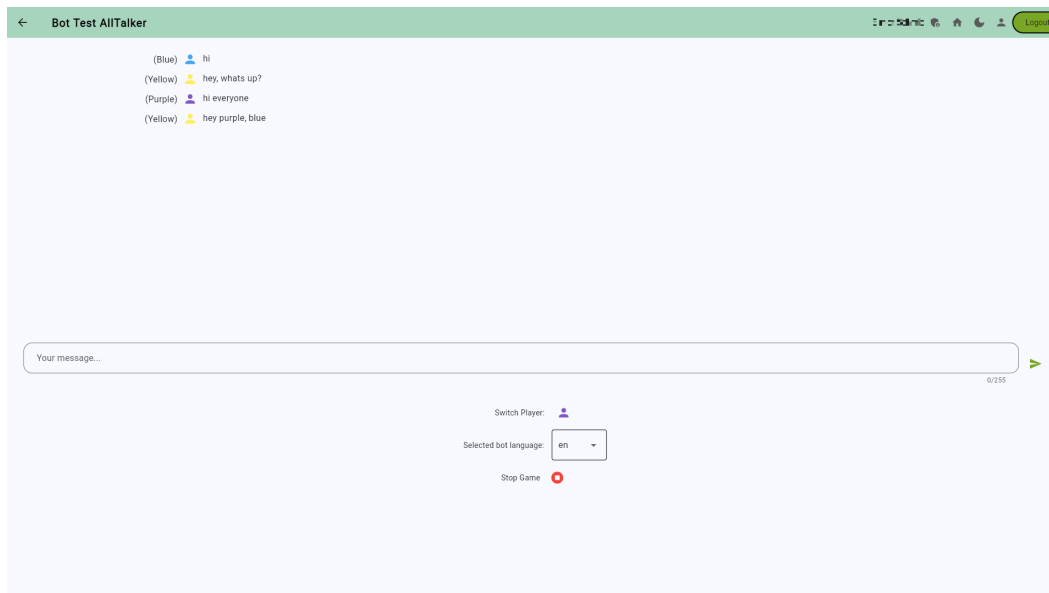 Bot Test AllTalker
Logout
(Blue) hi
(Yellow) hey, whats up?
(Purple) hi everyone
(Yellow) hey purple, blue
Your message...
0/255
Switch Player:
Selected bot language: en
Stop Game